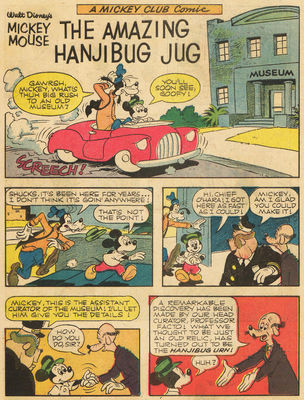 A MICKEY CLUB Comic
Walt Disney's
MICKEY
MOUSE
THE AMAZING
HANJIBUG JUG
GAWRSH,
MICKEY, WHAT'S
THUH BIG RUSH
TO AN OLD
MUSEUM?
YOU'LL
SOON SEE,
GOOFY!
MUSEUM
SCREECH!
SHUCKS, IT'S BEEN HERE FOR YEARS...
I DON'T THINK IT'S GOIN' ANYWHERE!
THAT'S NOT
THE POINT!
HI, CHIEF
O'HARA! I GOT
HERE AS FAST
AS I COULD!
MICKEY,
AM I GLAD
YOU COULD
MAKE IT!
MICKEY, THIS IS THE ASSISTANT
CURATOR OF THE MUSEUM! I'LL LET
HIM GIVE YOU THE DETAILS!
HOW
DO YOU
DO, SIR?
A REMARKABLE
DISCOVERY HAS BEEN
MADE BY OUR HEAD
CURATOR, PROFESSOR
FACTO! WHAT WE
THOUGHT TO BE JUST
AN OLD RELIC, HAS
TURNED OUT TO BE
THE HANJIBUG URN!
HUH?